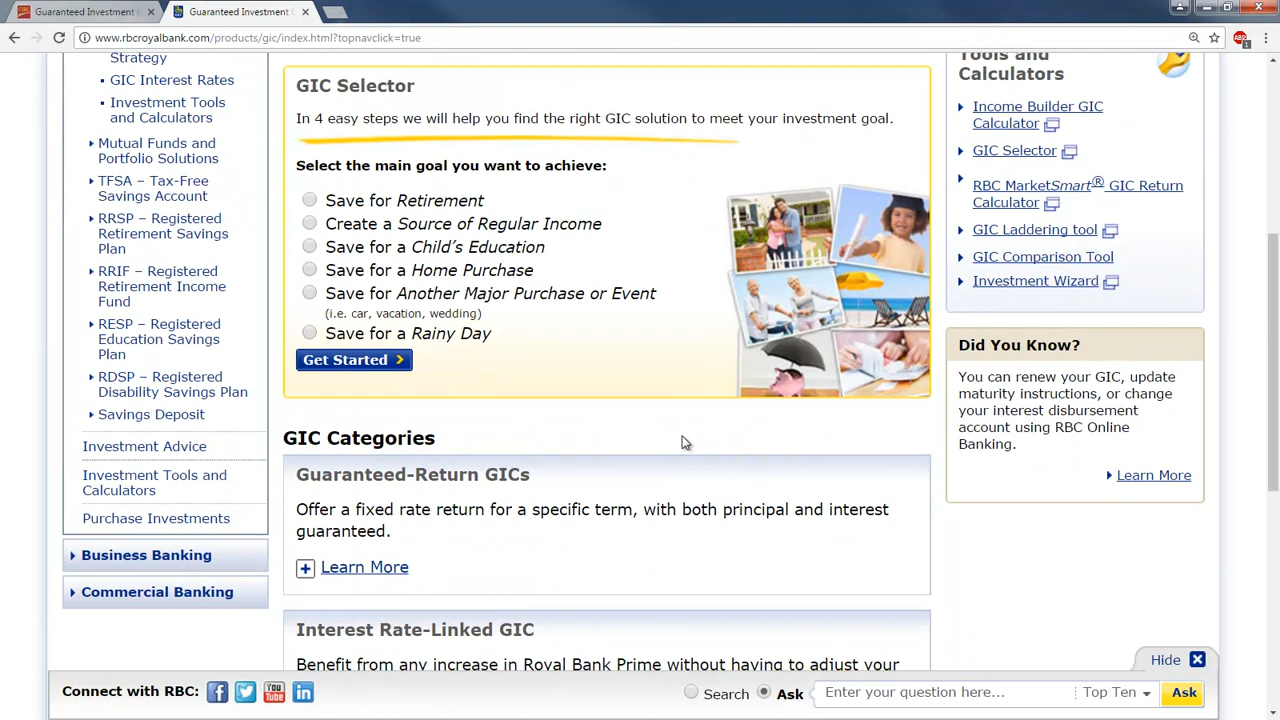 Guaranteed Investment C
Guaranteed Investment C
www.rbcroyalbank.com/products/gic/index.html?topnavclick=true
Strategy
GIC Interest Rates
Investment Tools
and Calculators
Mutual Funds and
Portfolio Solutions
TFSA – Tax-Free
Savings Account
RRSP – Registered
Retirement Savings
Plan
RRIF – Registered
Retirement Income
Fund
RESP – Registered
Education Savings
Plan
RDSP – Registered
Disability Savings Plan
Savings Deposit
Investment Advice
Investment Tools and
Calculators
Purchase Investments
Business Banking
Commercial Banking
GIC Selector
In 4 easy steps we will help you find the right GIC solution to meet your investment goal.
Select the main goal you want to achieve:
Save for Retirement
Create a Source of Regular Income
Save for a Child's Education
Save for a Home Purchase
Save for Another Major Purchase or Event
(i.e. car, vacation, wedding)
Save for a Rainy Day
Get Started
GIC Categories
Guaranteed-Return GICs
Offer a fixed rate return for a specific term, with both principal and interest
guaranteed.
Learn More
Interest Rate-Linked GIC
Benefit from any increase in Royal Bank Prime without having to adjust your
Tools and
Calculators
Income Builder GIC
Calculator
GIC Selector
RBC MarketSmart® GIC Return
Calculator
GIC Laddering tool
GIC Comparison Tool
Investment Wizard
Did You Know?
You can renew your GIC, update
maturity instructions, or change
your interest disbursement
account using RBC Online
Banking.
Learn More
Hide
Connect with RBC:
You Tube
Search Ask Enter your question here... Top Ten Ask